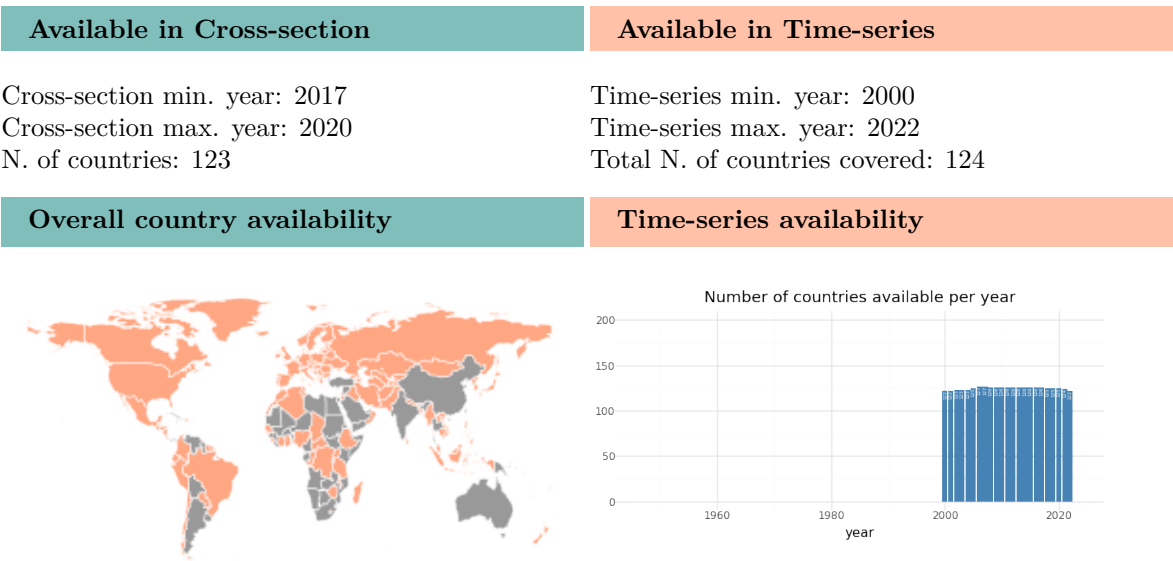 Available in Cross-section
Available in Time-series
Cross-section min. year: 2017
Cross-section max. year: 2020
N. of countries: 123
Time-series min. year: 2000
Time-series max. year: 2022
Total N. of countries covered: 124
Overall country availability
Time-series availability
Number of countries available per year
200
150
100
50
0
1960 1980 2000 2020
year